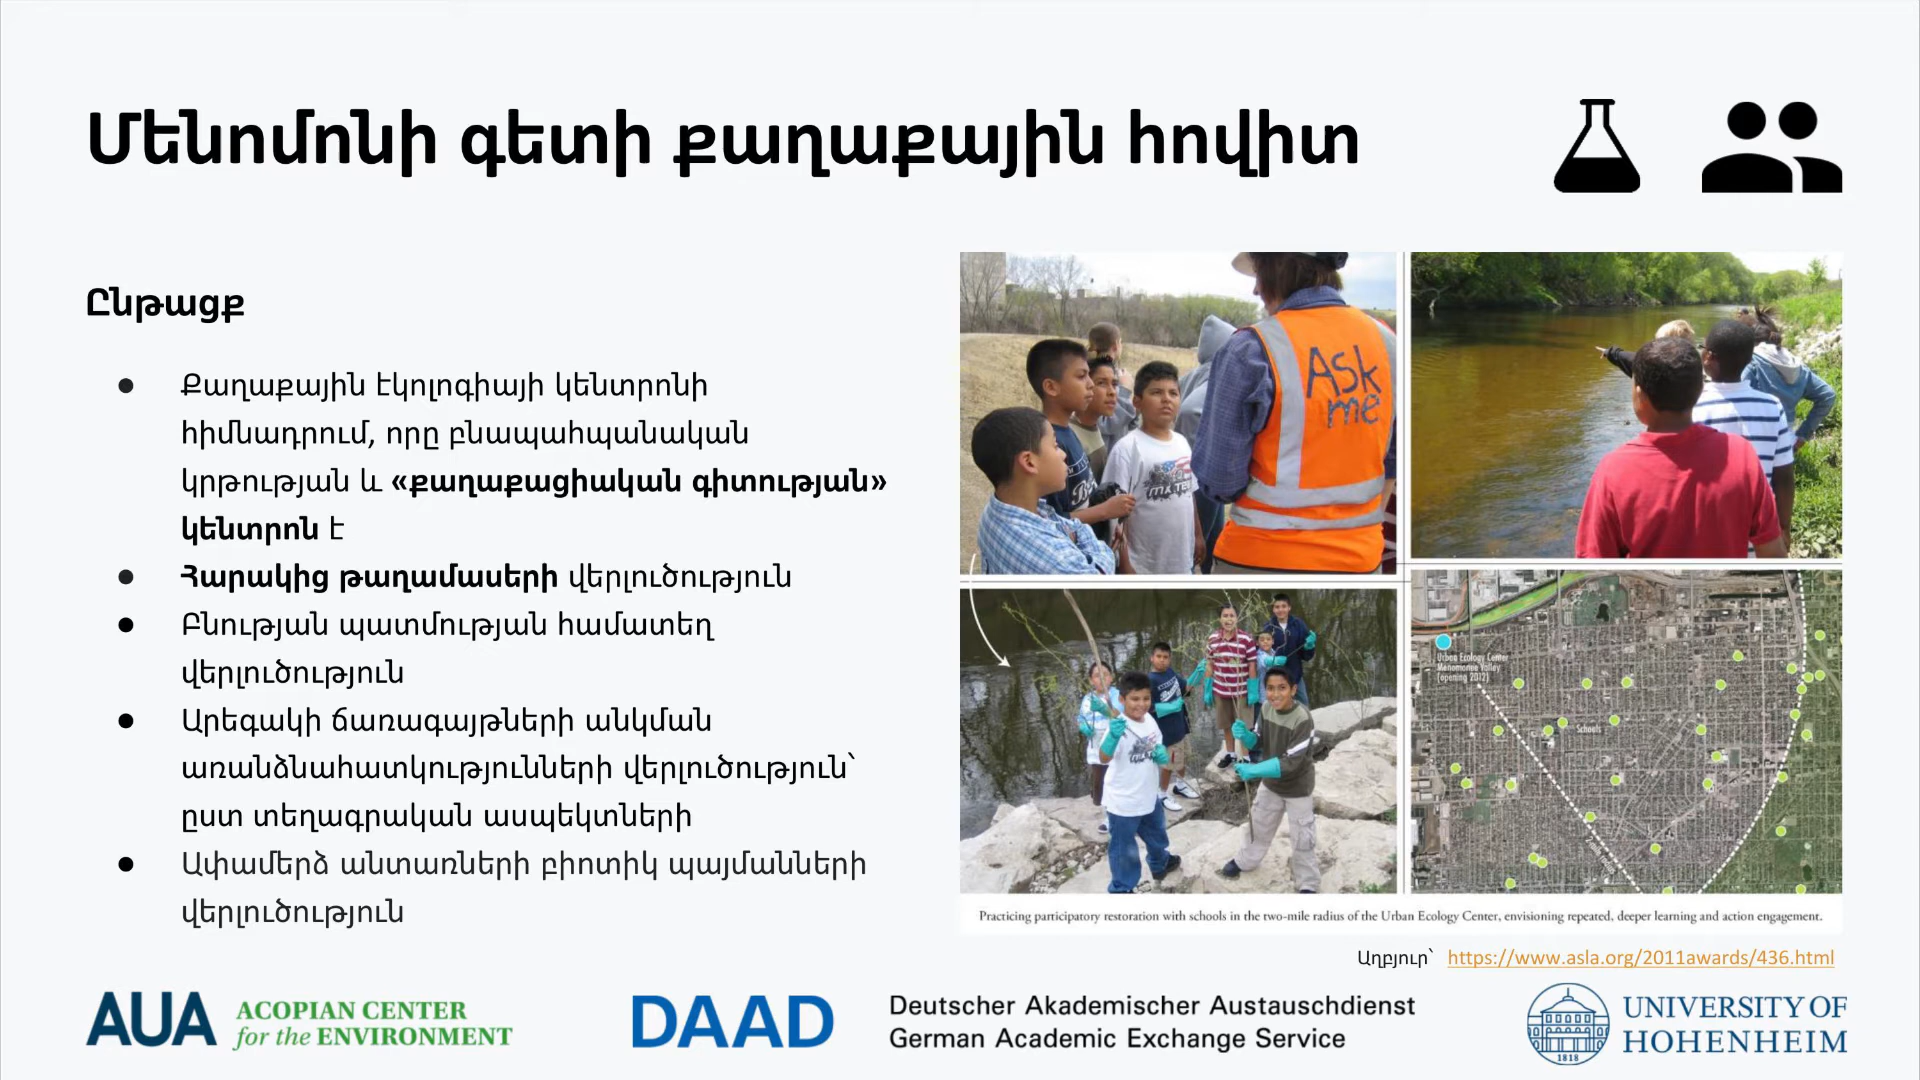 Մենոմոնի գետի քաղաքային հովիտ
Ընթացք
● Քաղաքային էկոլոգիայի կենտրոնի
հիմնադրում, որը բնապահպանական
կրթության և «քաղաքացիական գիտության»
կենտրոն է
● Հարակից թաղամասերի վերլուծություն
● Բնության պատմության համատեղ
վերլուծություն
● Արեգակի ճառագայթների անկման
առանձնահատկությունների վերլուծություն՝
ըստ տեղագրական ասպեկտների
● Ափամերձ անտառների բիոտիկ պայմանների
վերլուծություն
Ask
me
Urban Ecology Center
Menomonee Valley
(opening 2012)
Schools
Practicing participatory restoration with schools in the two-mile radius of the Urban Ecology Center, envisioning repeated, deeper learning and action engagement.
Աղբյուր՝ https://www.asla.org/2011awards/436.html
AUA ACOPIAN CENTER
for the ENVIRONMENT
DAAD
Deutscher Akademischer Austauschdienst
German Academic Exchange Service
1818
UNIVERSITY OF
HOHENHEIM